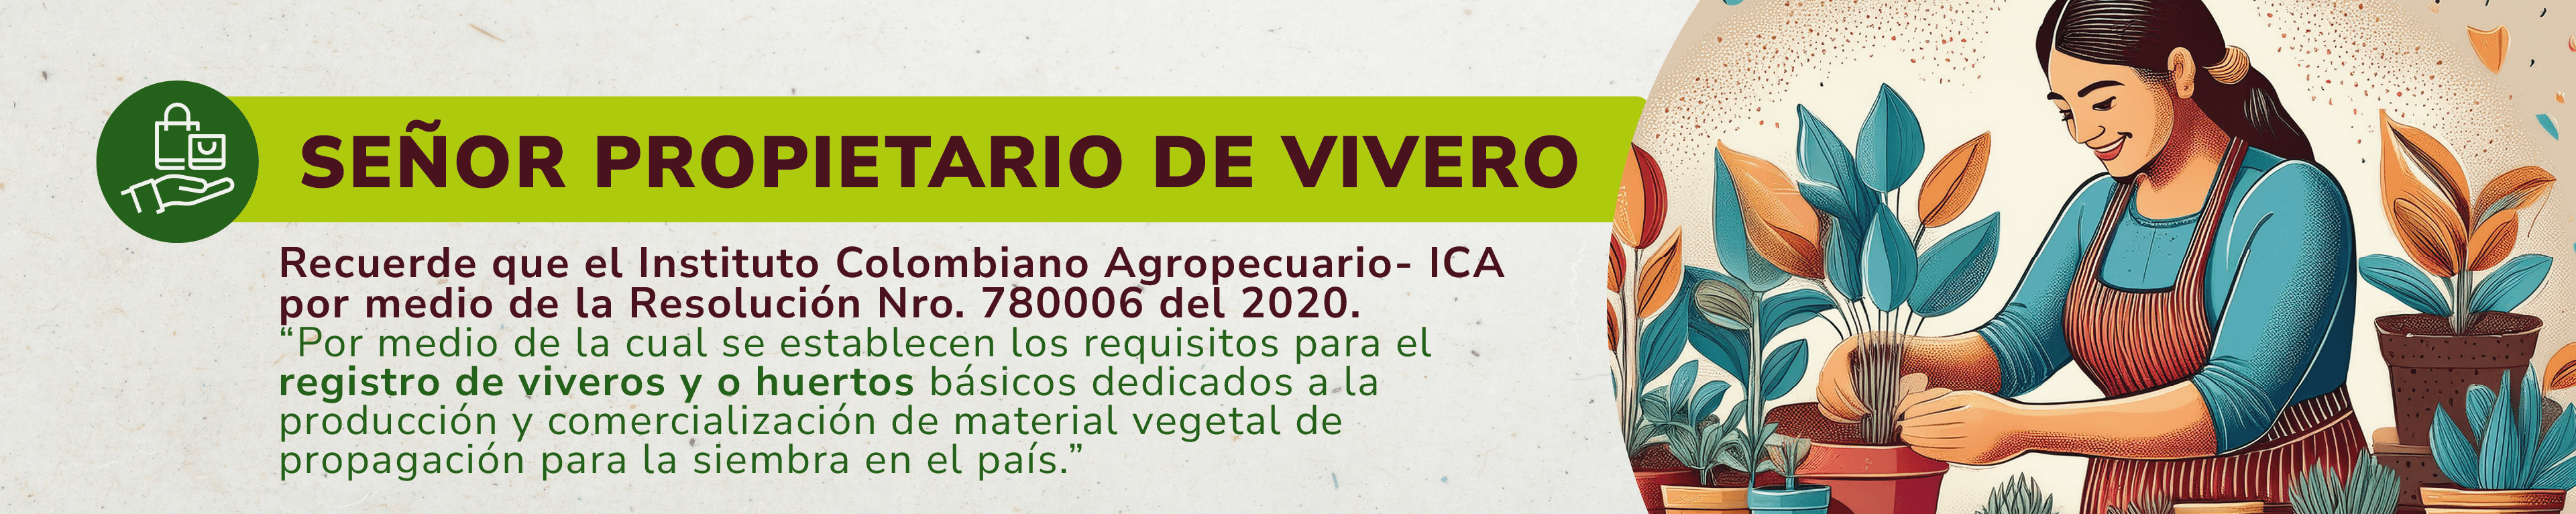 SEÑOR PROPIETARIO DE VIVERO
Recuerde que el Instituto Colombiano Agropecuario- ICA
por medio de la Resolución Nro. 780006 del 2020.
“Por medio de la cual se establecen los requisitos para el
registro de viveros y o huertos básicos dedicados a la
producción y comercialización de material vegetal de
propagación para la siembra en el país.”